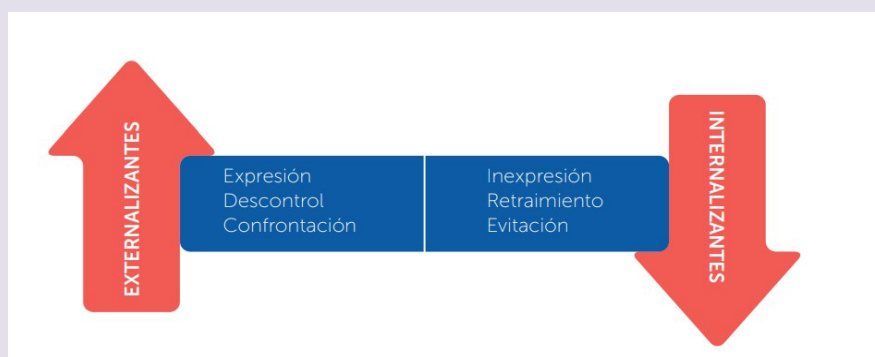 EXTERNALIZANTES
Expresión
Descontrol
Confrontación
Inexpresión
Retraimiento
Evitación
INTERNALIZANTES